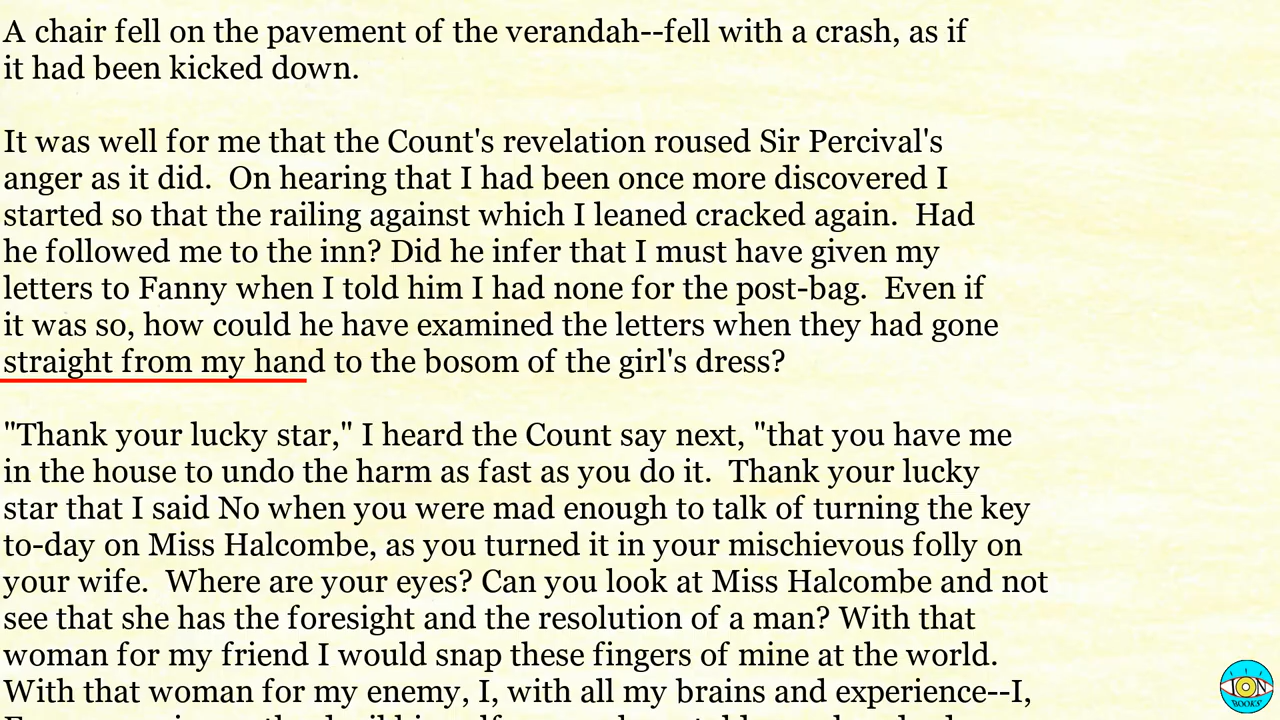 A chair fell on the pavement of the verandah--fell with a crash, as if
it had been kicked down.
It was well for me that the Count's revelation roused Sir Percival's
anger as it did.  On hearing that I had been once more discovered I
started so that the railing against which I leaned cracked again.  Had
he followed me to the inn? Did he infer that I must have given my
letters to Fanny when I told him I had none for the post-bag.  Even if
it was so, how could he have examined the letters when they had gone
straight from my hand to the bosom of the girl's dress?
"Thank your lucky star," I heard the Count say next, "that you have me
in the house to undo the harm as fast as you do it.  Thank your lucky
star that I said No when you were mad enough to talk of turning the key
to-day on Miss Halcombe, as you turned it in your mischievous folly on
your wife.  Where are your eyes? Can you look at Miss Halcombe and not
see that she has the foresight and the resolution of a man? With that
woman for my friend I would snap these fingers of mine at the world.
With that woman for my enemy, I, with all my brains and experience--I,
ION
BOOKS